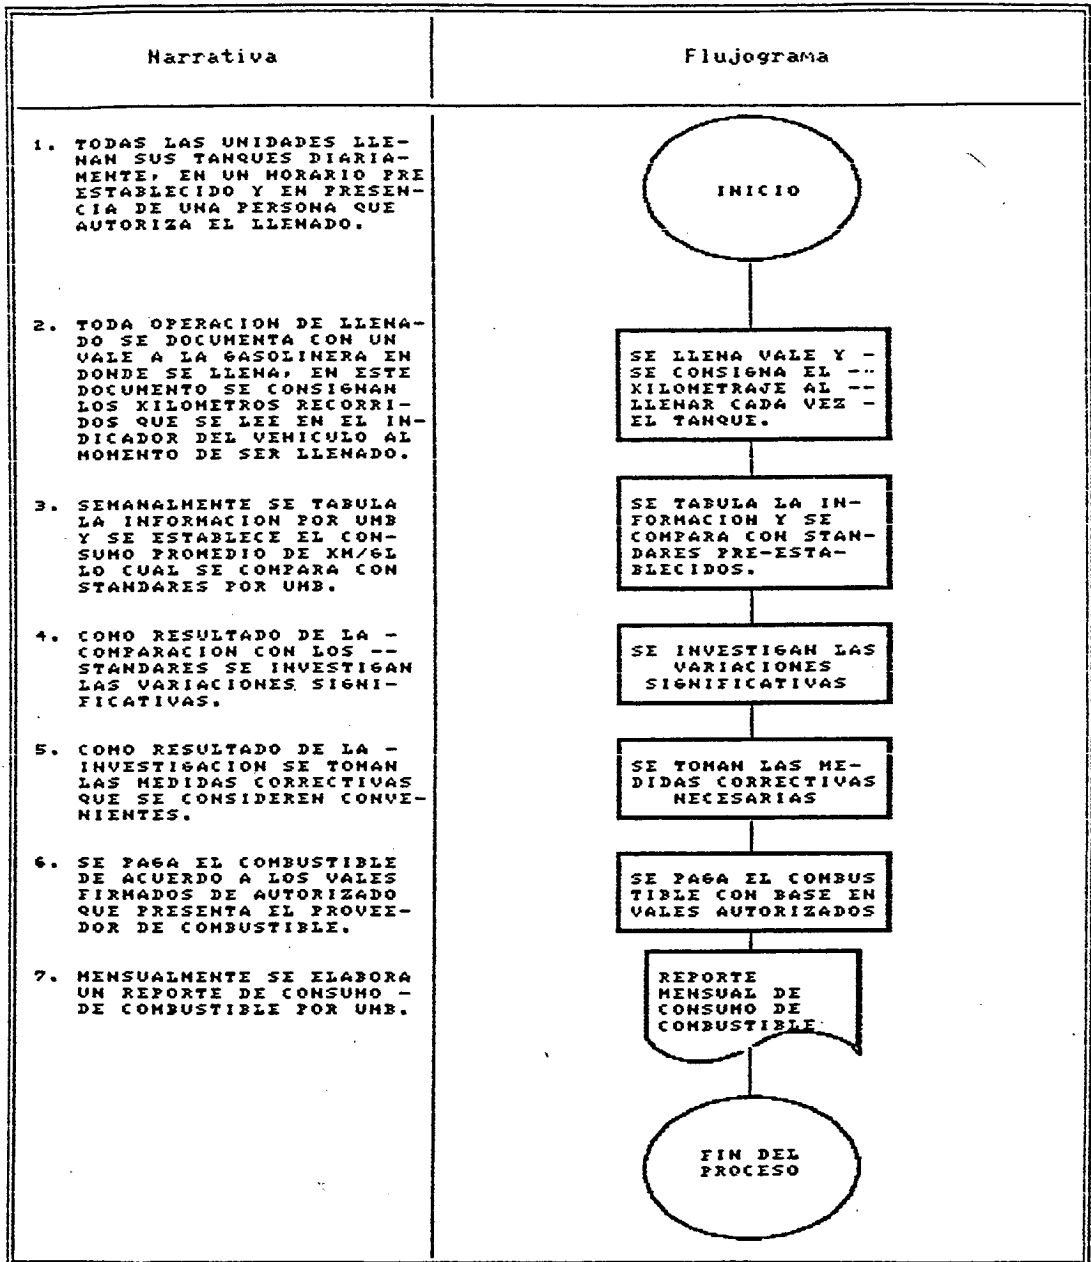 Narrativa
Flujograma
1. TODAS LAS UNIDADES LLE-
NAN SUS TANQUES DIARIA-
MENTE, EN UN HORARIO PRE
ESTABLECIDO Y EN PRESEN-
CIA DE UNA PERSONA QUE
AUTORIZA EL LLENADO.
2. TODA OPERACION DE LLENA-
DO SE DOCUMENTA CON UN
VALE A LA GASOLINERA EN
DONDE SE LLENA, EN ESTE
DOCUMENTO SE CONSIGNAN
LOS KILOMETROS RECORRI-
DOS QUE SE LEE EN EL IN-
DICADOR DEL VEHICULO AL
MOMENTO DE SER LLENADO.
3. SEMANALMENTE SE TABULA
LA INFORMACION POR UMB
Y SE ESTABLECE EL CON-
SUMO PROMEDIO DE KM/GL
LO CUAL SE COMPARA CON
STANDARES POR UMB.
4. COMO RESULTADO DE LA -
COMPARACION CON LOS --
STANDARES SE INVESTIGAN
LAS VARIACIONES SIGNI-
FICATIVAS.
5. COMO RESULTADO DE LA -
INVESTIGACION SE TOMAN
LAS MEDIDAS CORRECTIVAS
QUE SE CONSIDEREN CONVE-
NIENTES.
6. SE PAGA EL COMBUSTIBLE
DE ACUERDO A LOS VALES
FIRMADOS DE AUTORIZADO
QUE PRESENTA EL PROVEE-
DOR DE COMBUSTIBLE.
7. MENSUALMENTE SE ELABORA
UN REPORTE DE CONSUMO -
DE COMBUSTIBLE POR UMB.
INICIO
SE LLENA VALE Y -
SE CONSIGNA EL --
KILOMETRAJE AL --
LLENAR CADA VEZ -
EL TANQUE.
SE TABULA LA IN-
FORMACION Y SE
COMPARA CON STAN-
DARES PRE-ESTA-
BLECIDOS.
SE INVESTIGAN LAS
VARIACIONES
SIGNIFICATIVAS
SE TOMAN LAS ME-
DIDAS CORRECTIVAS
NECESARIAS
SE PAGA EL COMBUS
TIBLE CON BASE EN
VALES AUTORIZADOS
REPORTE
MENSUAL DE
CONSUMO DE
COMBUSTIBLE
FIN DEL
PROCESO